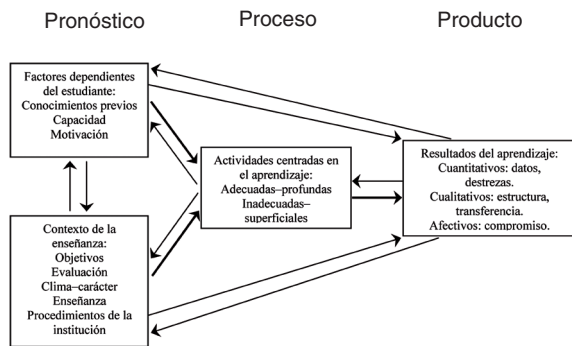 Pronóstico
Proceso
Producto
Factores dependientes
del estudiante:
Conocimientos previos
Capacidad
Motivación
Actividades centradas en
el aprendizaje:
Adecuadas–profundas
Inadecuadas–
superficiales
Resultados del aprendizaje:
Cuantitativos: datos,
destrezas.
Cualitativos: estructura,
transferencia.
Afectivos: compromiso.
Contexto de la
enseñanza:
Objetivos
Evaluación
Clima–carácter
Enseñanza
Procedimientos de la
institución